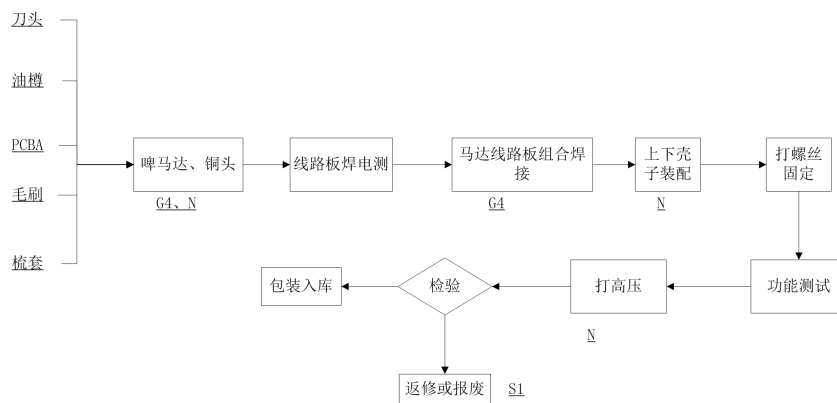 刀头
油樽
PCBA
毛刷
梳套
啤马达、铜头
G4、N
线路板焊电测
马达线路板组合焊
接
G4
上下壳
子装配
N
打螺丝
固定
功能测试
打高压
N
检验
包装入库
返修或报废
S1